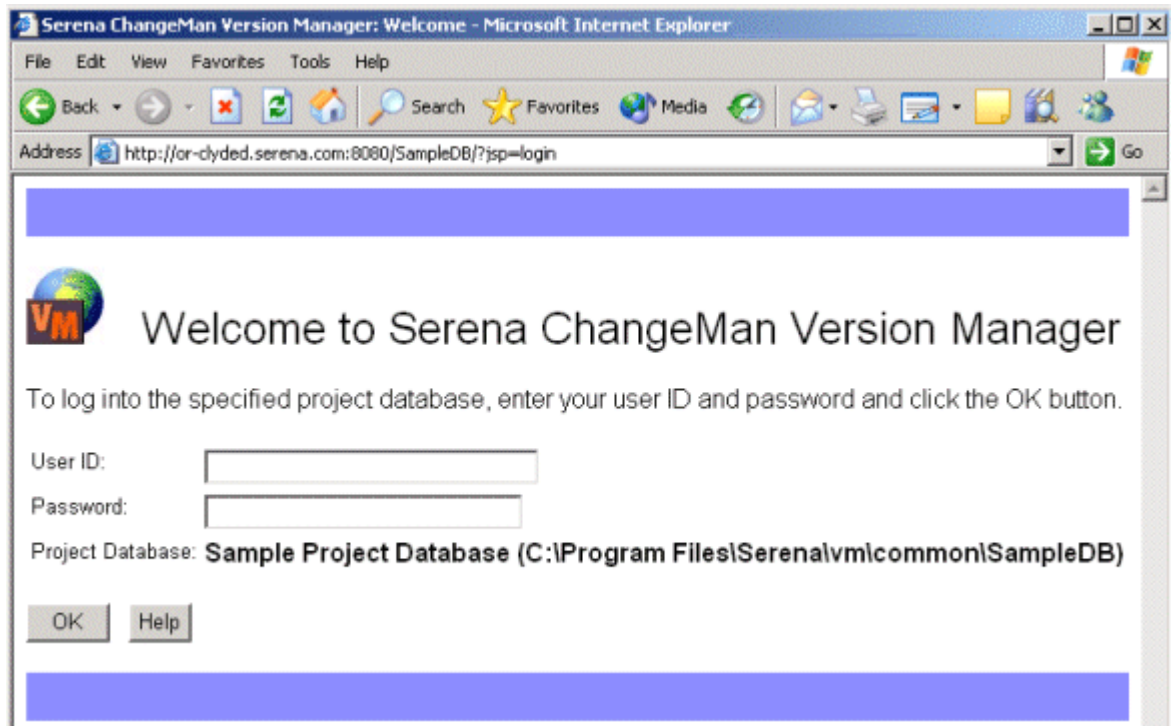 Serena ChangeMan Version Manager: Welcome - Microsoft Internet Explorer
File Edit View Favorites Tools Help
Back Search Favorites Media
Address http://or-clyded.serena.com:8080/SampleDB/?jsp=login Go
VM
Welcome to Serena ChangeMan Version Manager
To log into the specified project database, enter your user ID and password and click the OK button.
User ID:
Password:
Project Database: Sample Project Database (C:\Program Files\Serena\vm\common\SampleDB)
OK Help